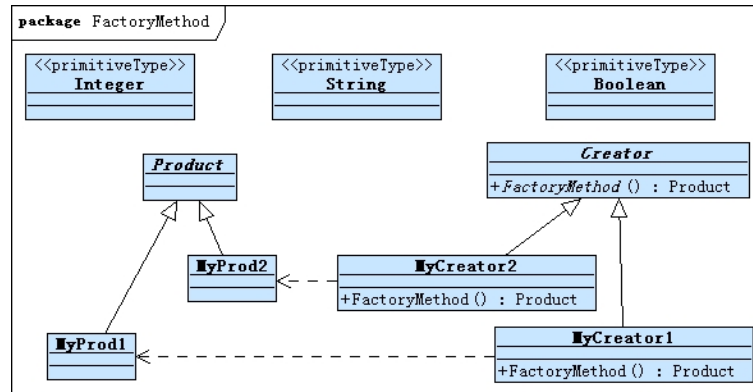 package FactoryMethod
<<primitiveType>>
Integer
<<primitiveType>>
String
<<primitiveType>>
Boolean
Product
Creator
+FactoryMethod() : Product
MyProd2
MyCreator2
+FactoryMethod() : Product
MyProd1
MyCreator1
+FactoryMethod() : Product